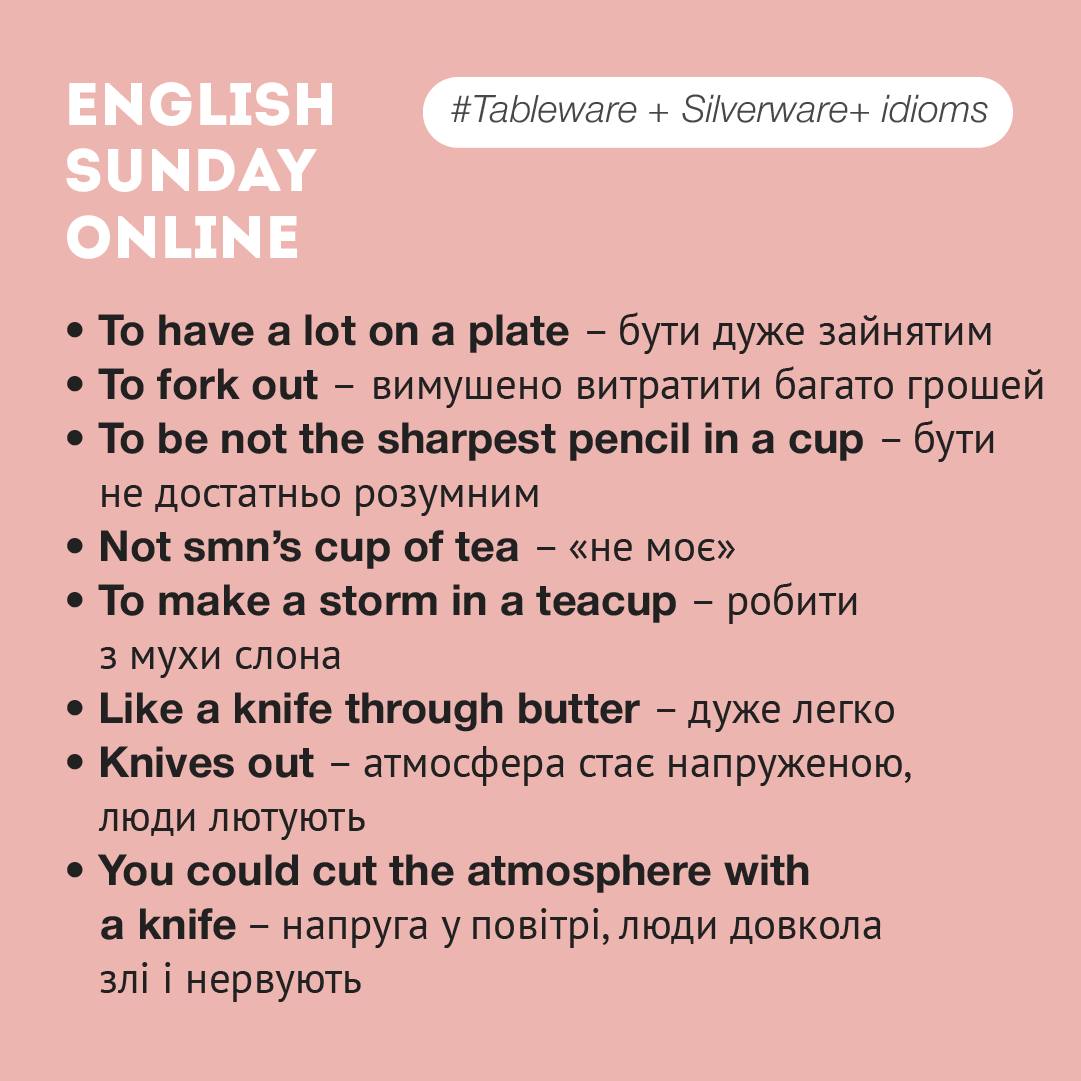 ENGLISH
SUNDAY
ONLINE
#Tableware + Silverware+ idioms
• To have a lot on a plate – бути дуже зайнятим
• To fork out – вимушено витратити багато грошей
• To be not the sharpest pencil in a cup – бути
не достатньо розумним
• Not smn’s cup of tea – «не моє»
• To make a storm in a teacup – робити
з мухи слона
• Like a knife through butter – дуже легко
• Knives out – атмосфера стає напруженою,
люди лютують
• You could cut the atmosphere with
a knife – напруга у повітрі, люди довкола
злі і нервують